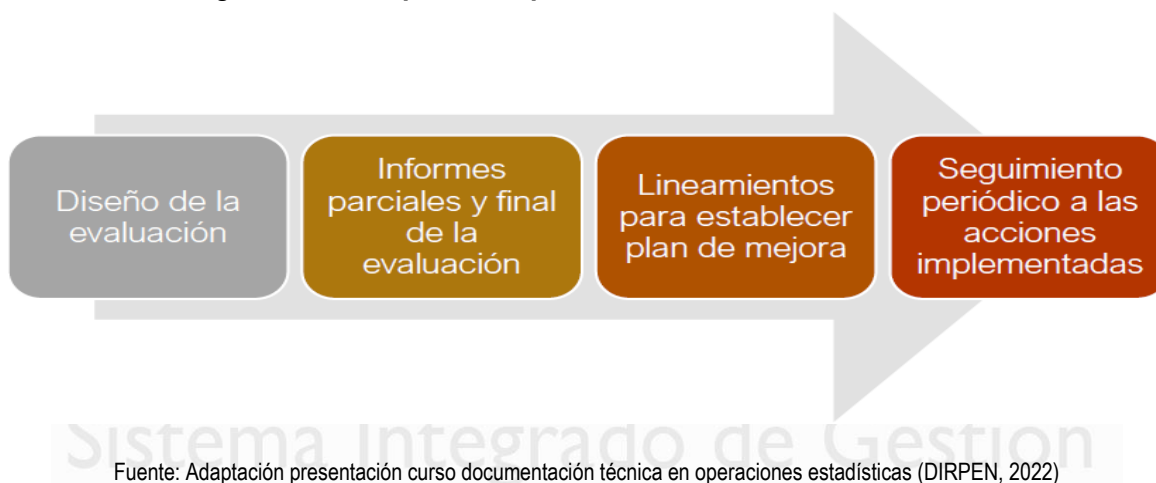 Diseño de la
evaluación
Informes
parciales y final
de la
evaluación
Lineamientos
para establecer
plan de mejora
Seguimiento
periódico a las
acciones
implementadas
Sistema Integrado de Gestion
Fuente: Adaptación presentación curso documentación técnica en operaciones estadísticas (DIRPEN, 2022)